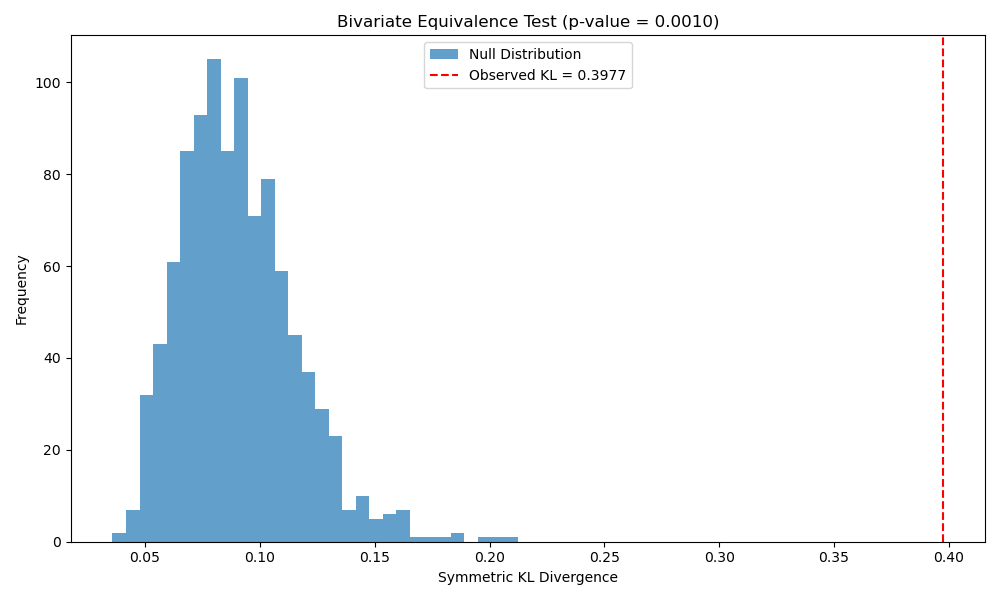 Bivariate Equivalence Test (p-value = 0.0010)
Null Distribution
Observed KL = 0.3977
Frequency
100
80
60
40
20
0
0.05 0.10 0.15 0.20 0.25 0.30 0.35 0.40
Symmetric KL Divergence